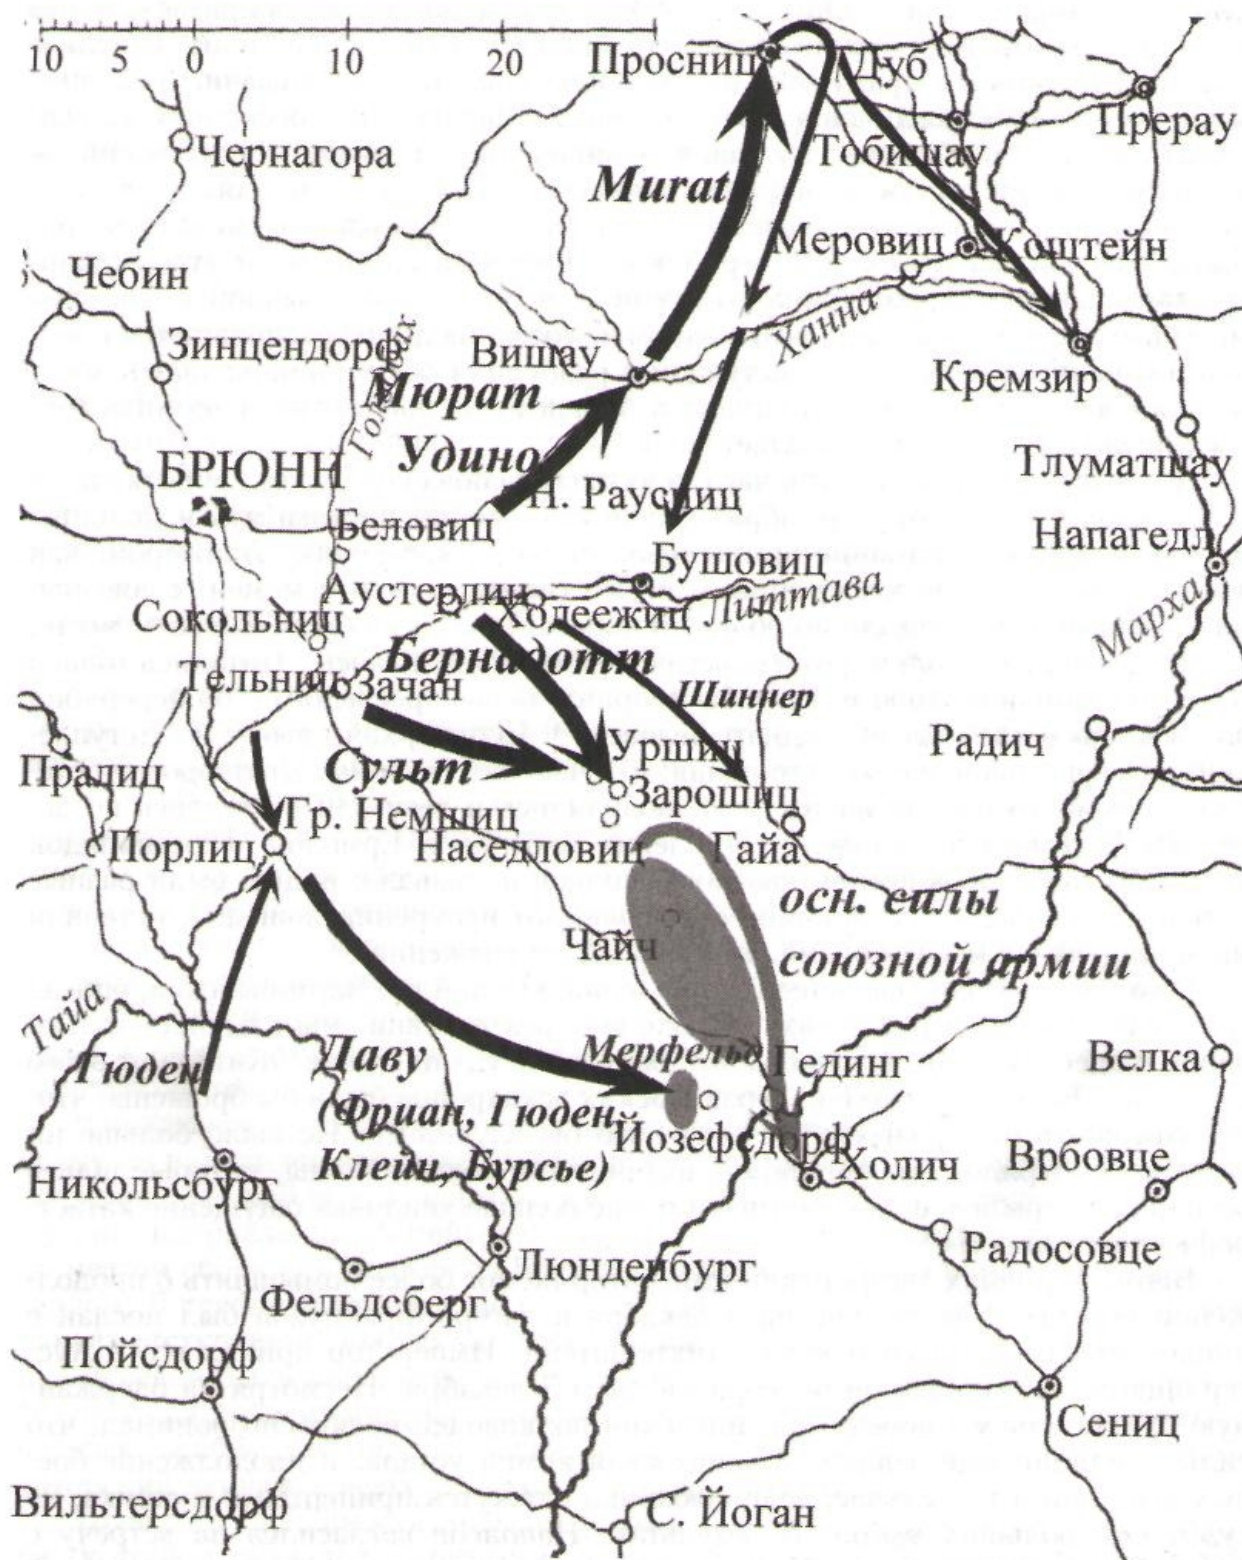 10 5 0 10 20
Просниц
Дуб
Прерау
Чернагора
Тобишау
Murat
Меровиц
Коштейн
Чебин
Ханна
Зинцендорф
Вишау
Кремзир
Мюрат
Удино
Тлуматшау
БРЮНН
Н. Раусниц
Беловиц
Напагедл
Бушовиц
Аустерлиц
Литтава
Ходеежиц
Сокольниц
Марха
Бернадотт
Тельниц
Зачан
Шиннер
Уршиц
Радич
Пралиц
Сульт
Зарошиц
Гр. Немшиц
Порлиц
Наседловиц
Гайа
осн. силы
Чайч
союзной армии
Тайа
Мерфельд
Гединг
Велка
Гюден
Даву
(Фриан, Гюден,
Йозефсдорф
Клейн, Бурсье)
Холич
Врбовце
Никольсбург
Радосовце
Люнденбург
Фельдсберг
Пойсдорф
Сениц
Вильферсдорф
С. Йоган